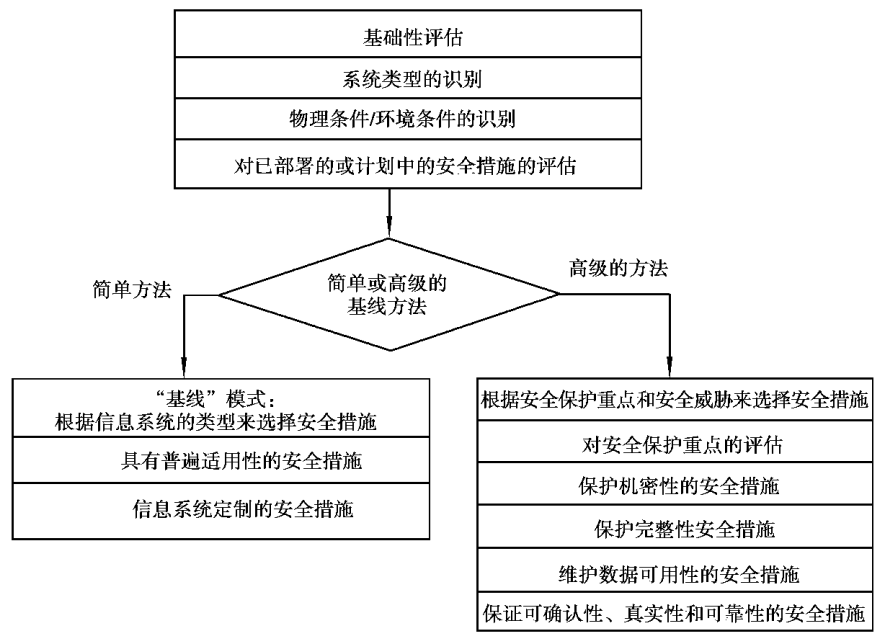 基础性评估
系统类型的识别
物理条件/环境条件的识别
对已部署的或计划中的安全措施的评估
简单方法
简单或高级的
基线方法
高级的方法
“基线”模式：
根据信息系统的类型来选择安全措施
具有普遍适用性的安全措施
信息系统定制的安全措施
根据安全保护重点和安全威胁来选择安全措施
对安全保护重点的评估
保护机密性的安全措施
保护完整性安全措施
维护数据可用性的安全措施
保证可确认性、真实性和可靠性的安全措施